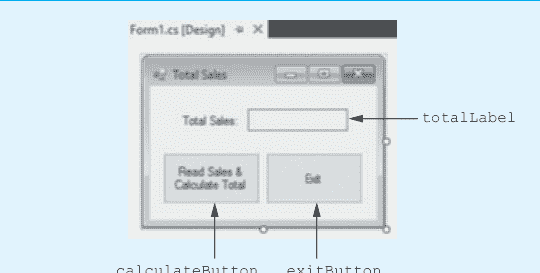 Form1.cs [Design]
Total Sales
Total Sales:
totalLabel
Read Sales &
Calculate Total
Exit
calculateButton exitButton